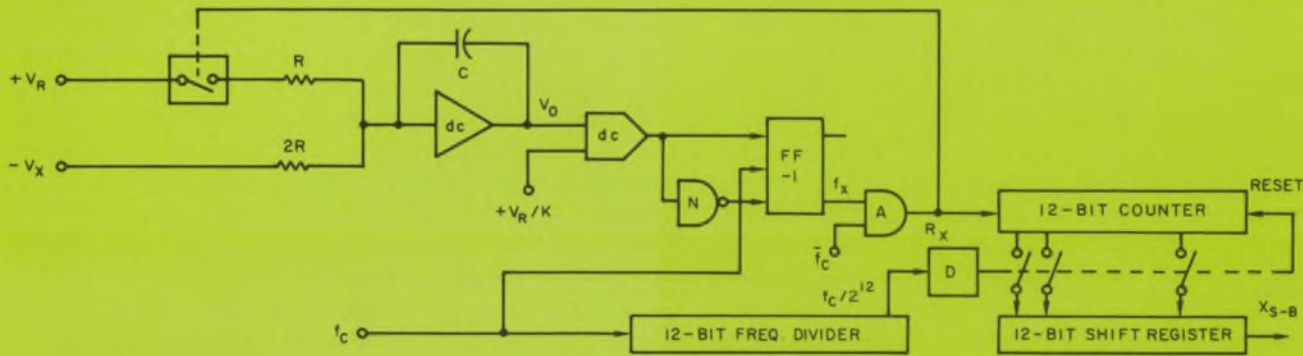 +V_R
R
C
V_0
dc
dc
FF
-1
f_x
A
R_X
N
+V_R/K
-V_X
2R
f̄_C
f_C/2^12
D
RESET
12-BIT COUNTER
X_S-B
f_C
12-BIT FREQ. DIVIDER
12-BIT SHIFT REGISTER